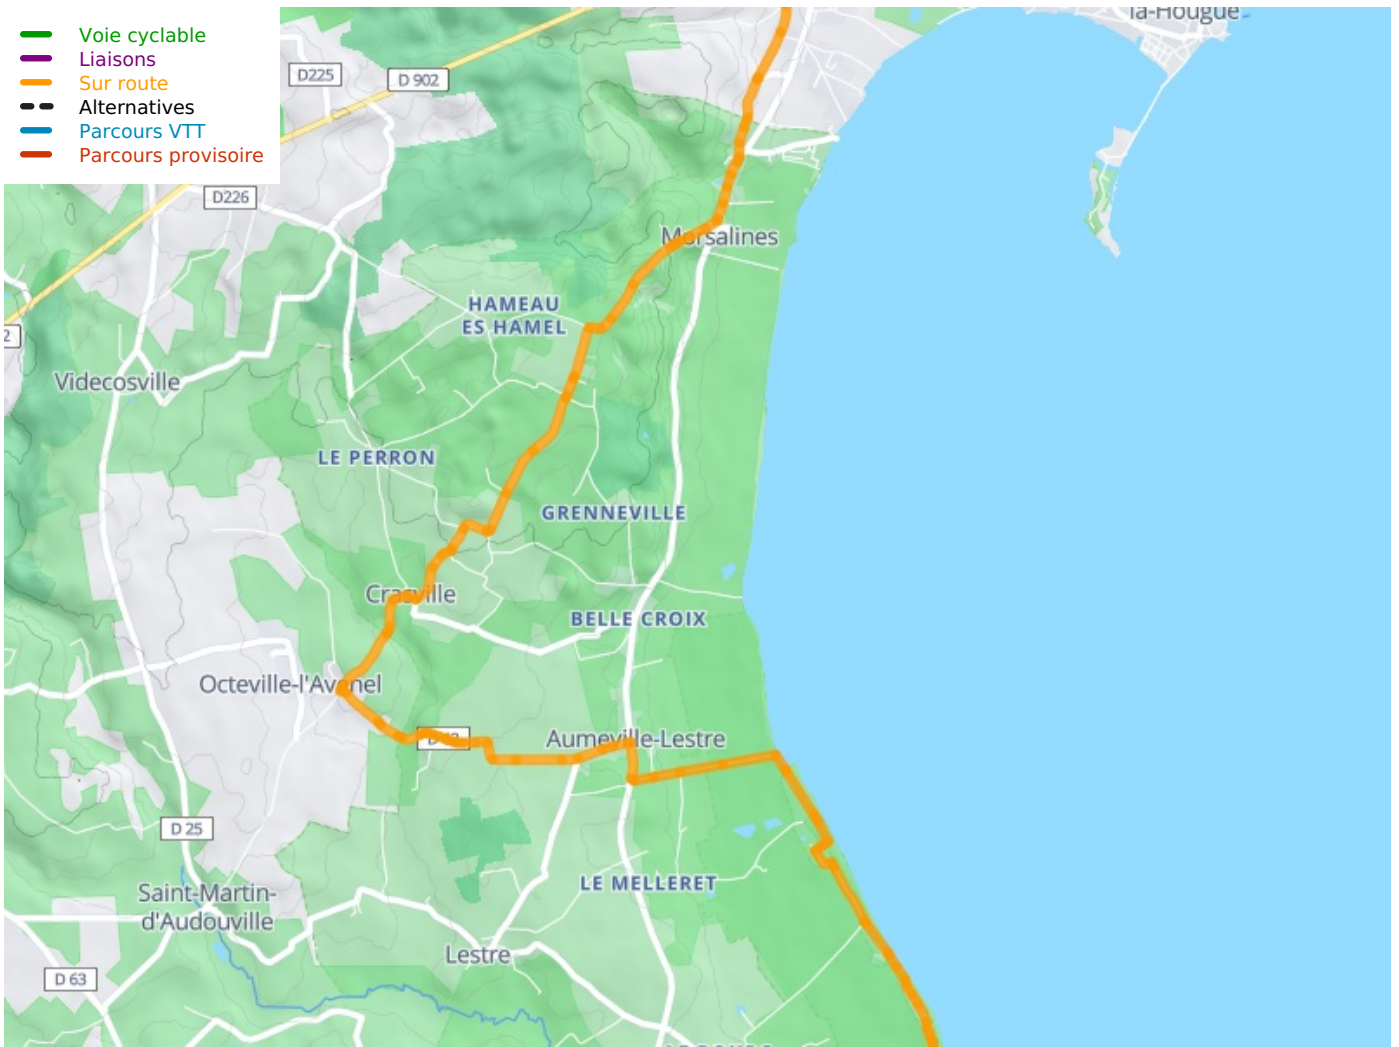 Voie cyclable
Liaisons
Sur route
Alternatives
Parcours VTT
Parcours provisoire
la-Hougue
D225
D 902
D226
Morsalines
HAMEAU
ES HAMEL
2
Videcosville
LE PERRON
GRENNEVILLE
Crasville
BELLE CROIX
Octeville-l'Avenel
Aumeville-Lestre
D 25
LE MELLERET
Saint-Martin-
d'Audouville
Lestre
D 63